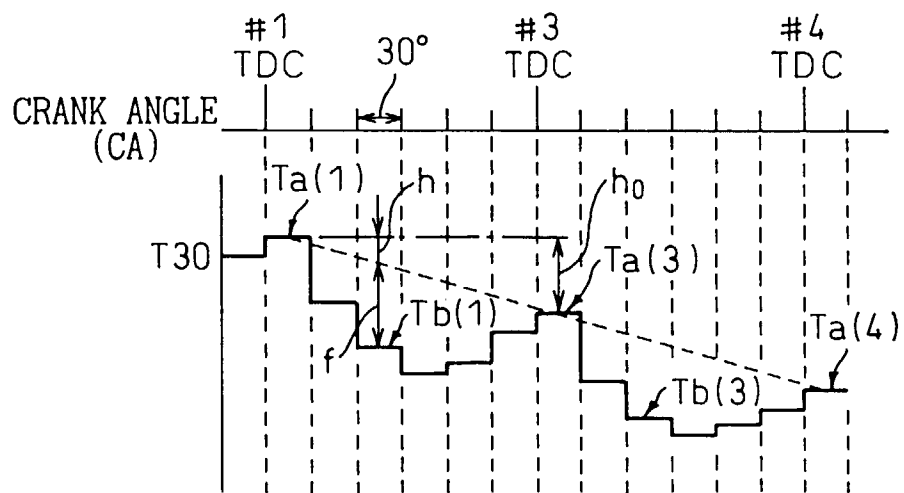 #1
TDC
30°
#3
TDC
#4
TDC
CRANK ANGLE
(CA)
Ta(1)
h
h0
T30
Ta(3)
Tb(1)
f
Ta(4)
Tb(3)